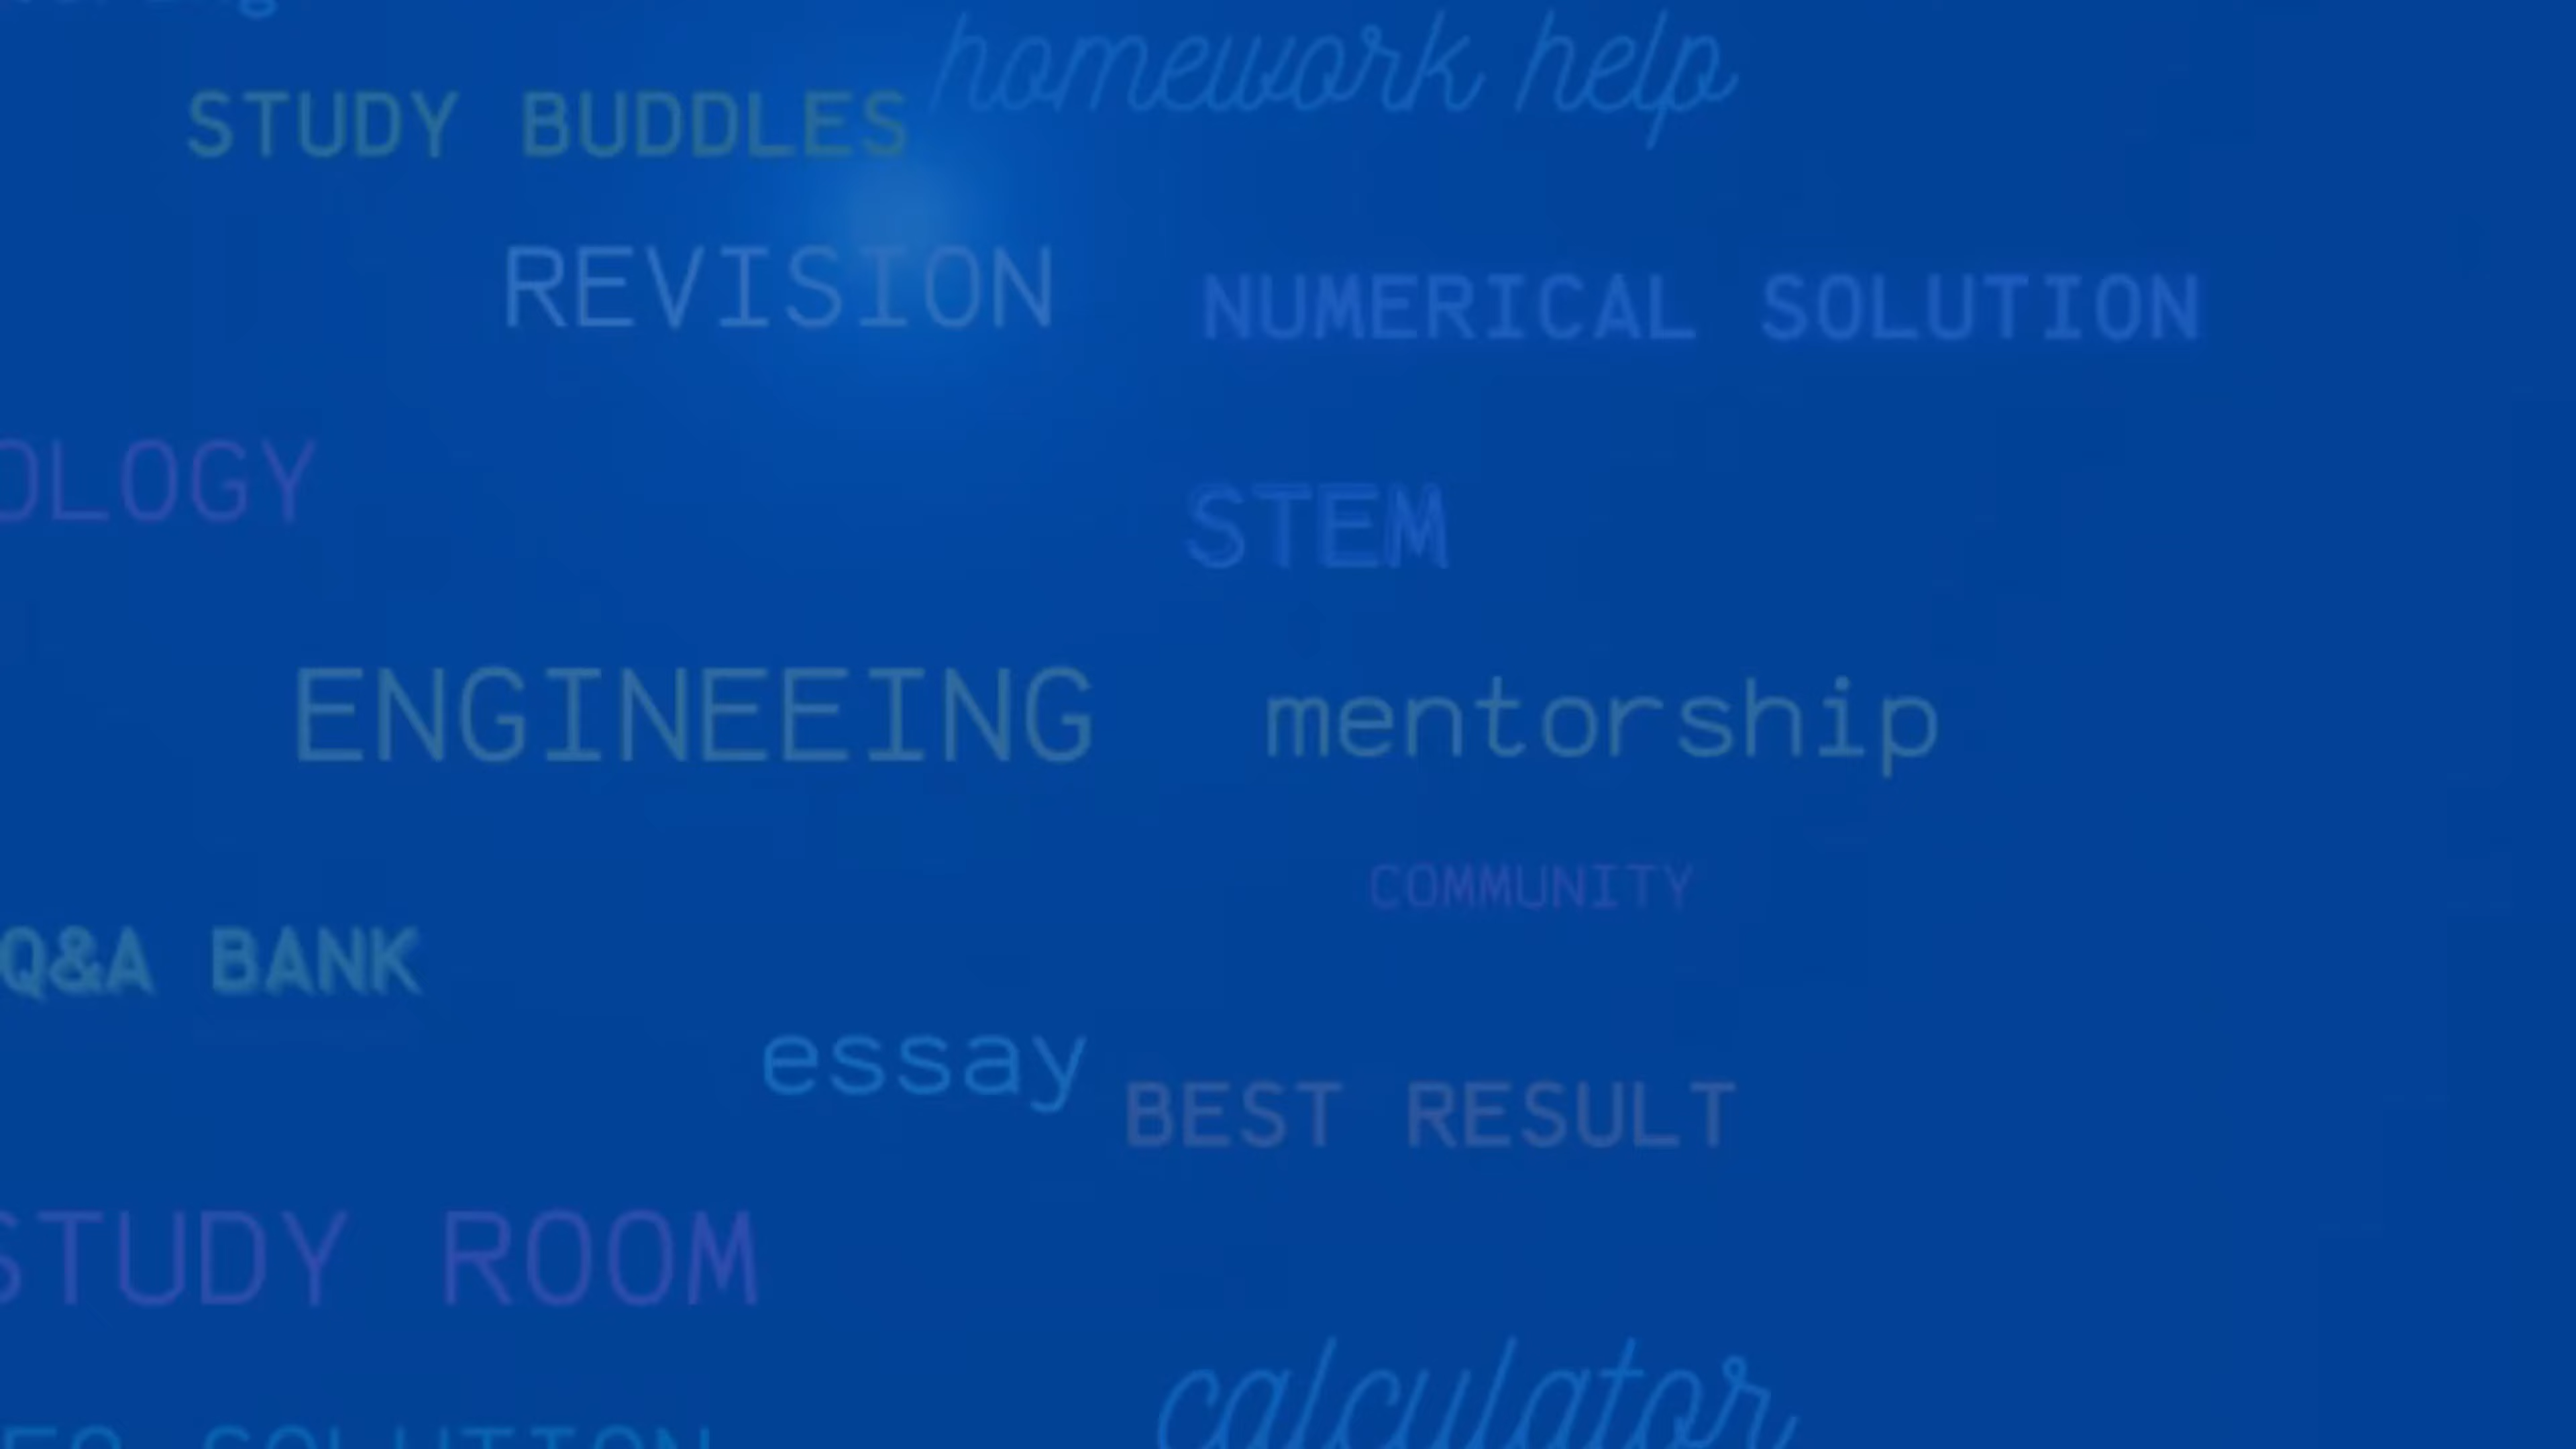 homework help
STUDY BUDDLES
REVISION
NUMERICAL SOLUTION
OLOGY
STEM
ENGINEEING
mentorship
COMMUNITY
Q&A BANK
essay
BEST RESULT
STUDY ROOM
calculator
SOLUTION